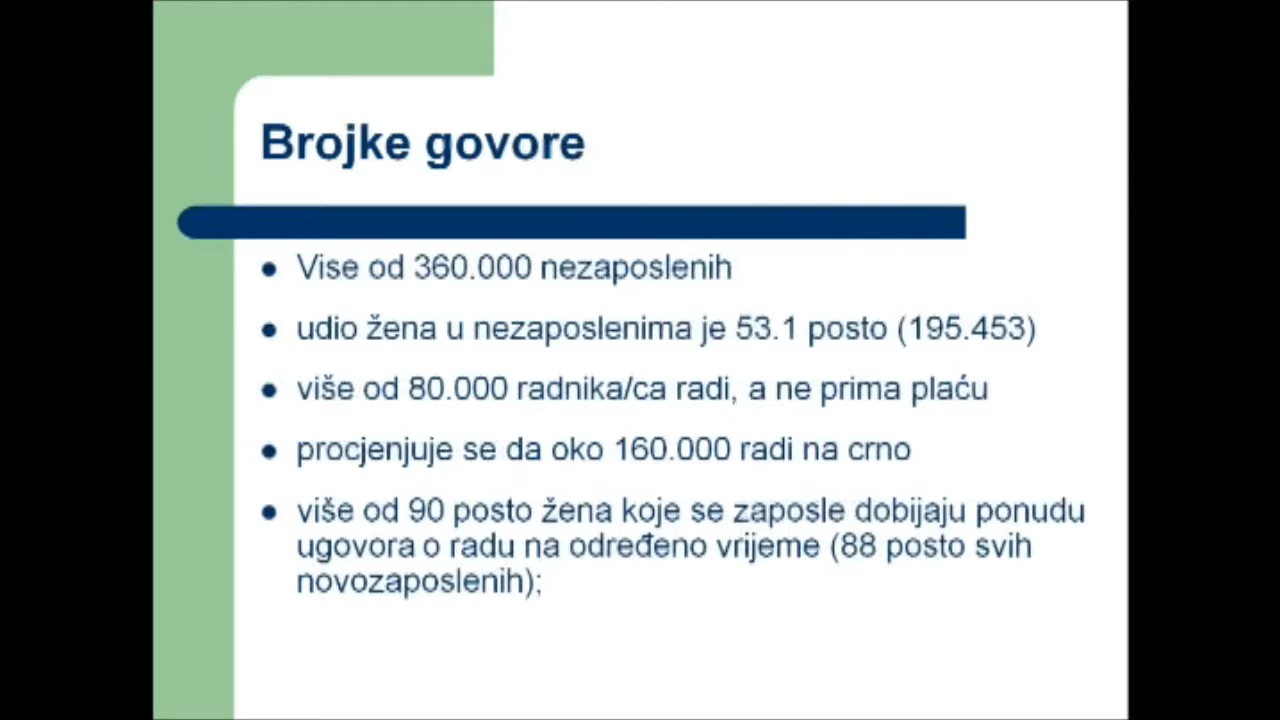 Brojke govore
Vise od 360.000 nezaposlenih
udio žena u nezaposlenima je 53.1 posto (195.453)
više od 80.000 radnika/ca radi, a ne prima plaću
procjenjuje se da oko 160.000 radi na crno
više od 90 posto žena koje se zaposle dobijaju ponudu
ugovora o radu na određeno vrijeme (88 posto svih
novozaposlenih);